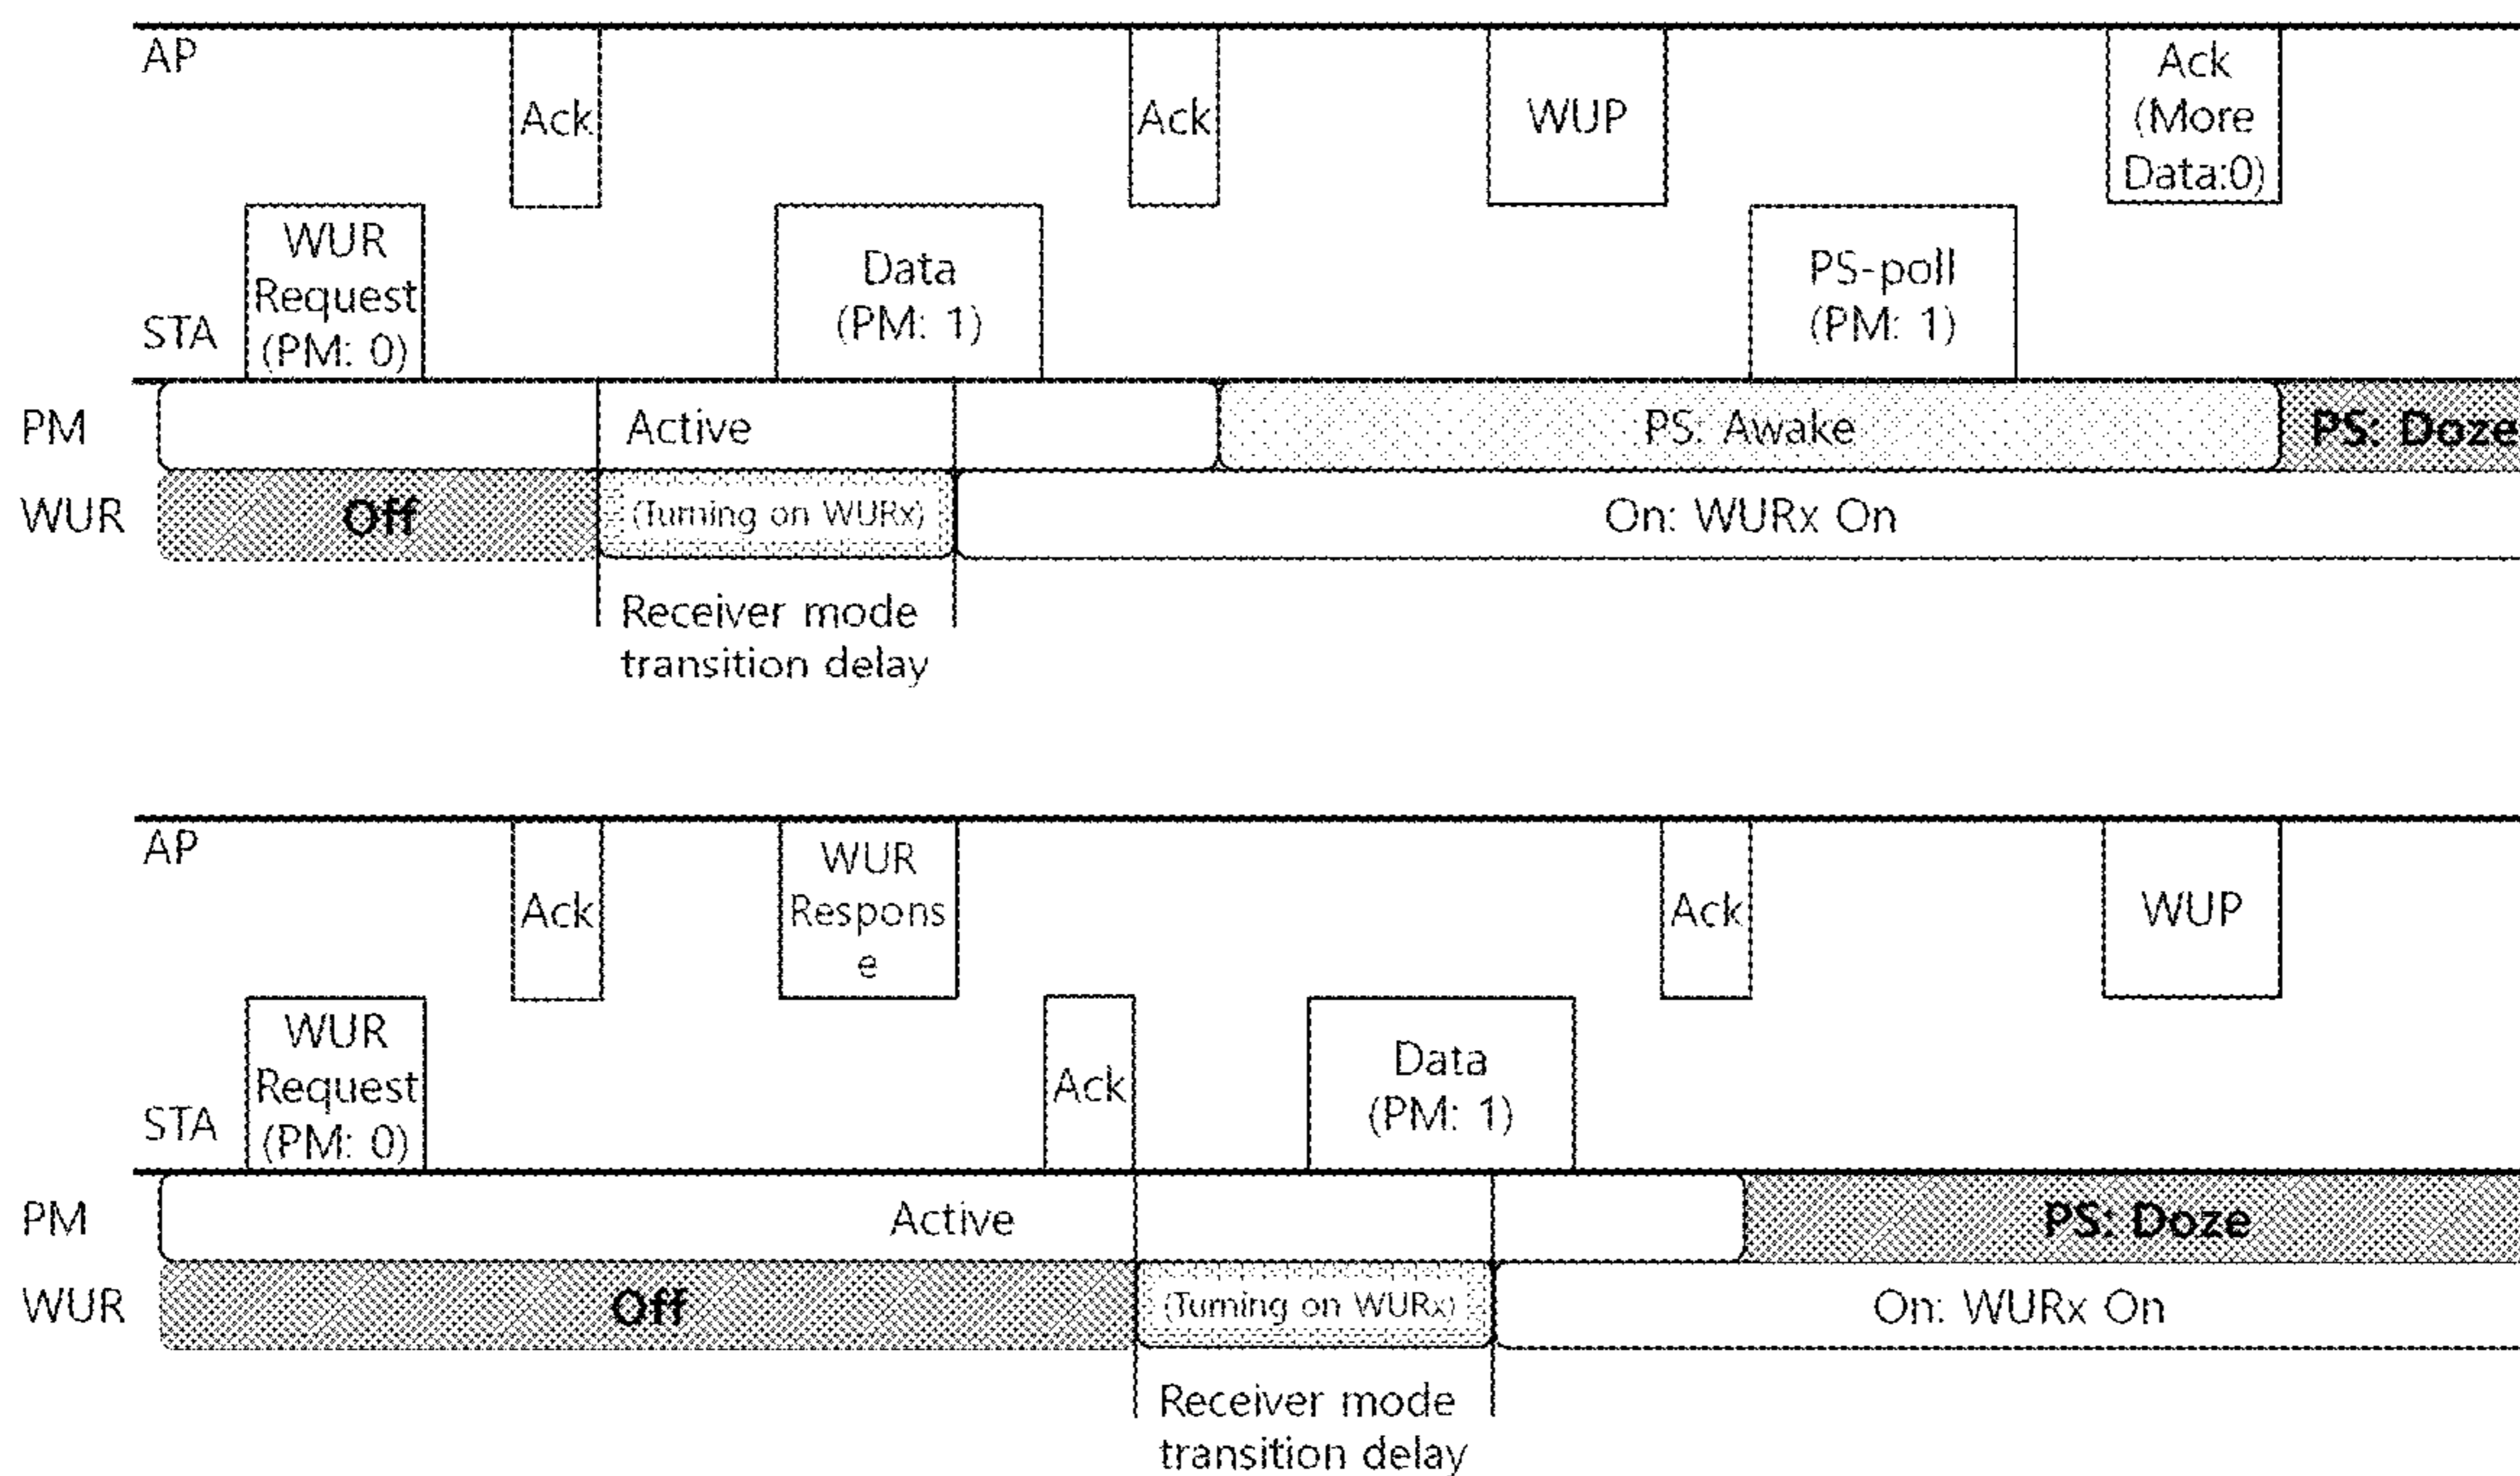 AP
Ack
Ack
WUP
Ack
(More
Data:0)
STA
WUR
Request
(PM: 0)
Data
(PM: 1)
PS-poll
(PM: 1)
PM
Active
PS: Awake
PS: Doze
WUR
Off
(Turning on WURx)
On: WURx On
Receiver mode
transition delay
AP
Ack
WUR
Respons
e
Ack
WUP
STA
WUR
Request
(PM: 0)
Ack
Data
(PM: 1)
PM
Active
PS: Doze
WUR
Off
(Turning on WURx)
On: WURx On
Receiver mode
transition delay